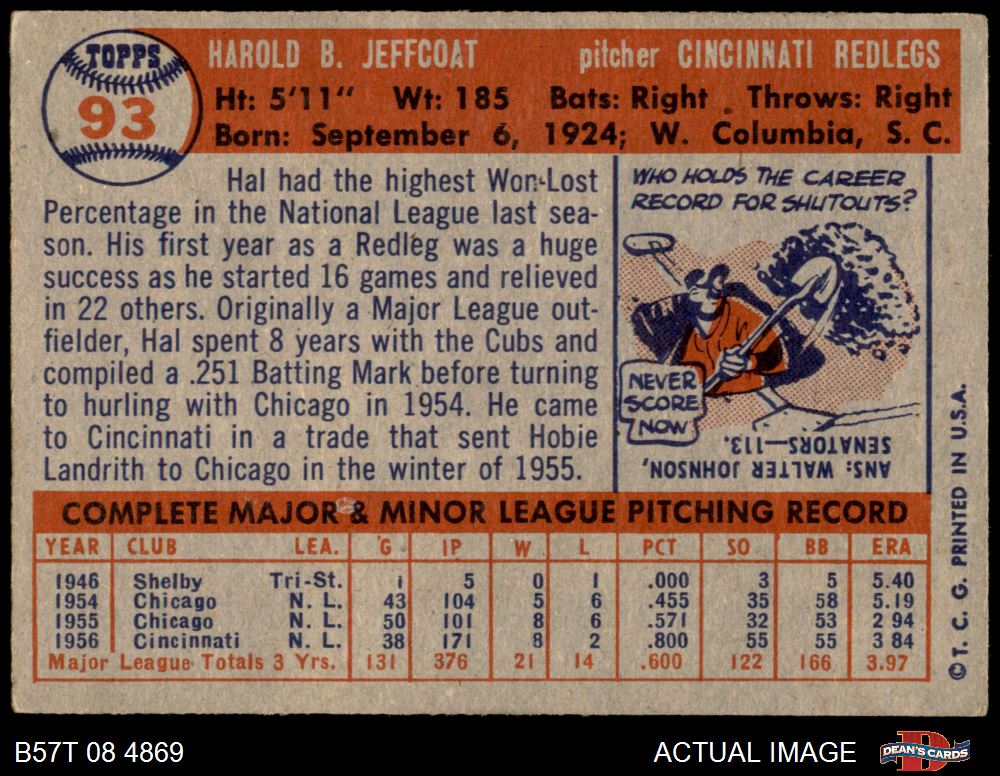 TOPPS
93
HAROLD B. JEFFCOAT pitcher CINCINNATI REDLEGS
Ht: 5'11" Wt: 185 Bats: Right Throws: Right
Born: September 6, 1924; W. Columbia, S. C.
Hal had the highest Won-Lost
Percentage in the National League last sea-
son. His first year as a Redleg was a huge
success as he started 16 games and relieved
in 22 others. Originally a Major League out-
fielder, Hal spent 8 years with the Cubs and
compiled a .251 Batting Mark before turning
to hurling with Chicago in 1954. He came
to Cincinnati in a trade that sent Hobie
Landrith to Chicago in the winter of 1955.
WHO HOLDS THE CAREER
RECORD FOR SHUTOUTS?
NEVER
SCORE
NOW
ANS: WALTER JOHNSON,
SENATORS—113.
COMPLETE MAJOR & MINOR LEAGUE PITCHING RECORD
YEAR CLUB LEA. G IP W L PCT SO BB ERA
1946 Shelby Tri-St. 1 5 0 1 .000 3 5 5.40
1954 Chicago N. L. 43 104 5 6 .455 35 58 5.19
1955 Chicago N. L. 50 101 8 6 .571 32 53 2 94
1956 Cincinnati N. L. 38 171 8 2 .800 55 55 3 84
Major League Totals 3 Yrs. 131 376 21 14 .600 122 166 3.97
© T. C. G. PRINTED IN U.S.A.
B57T 08 4869 ACTUAL IMAGE DEAN'S CARDS